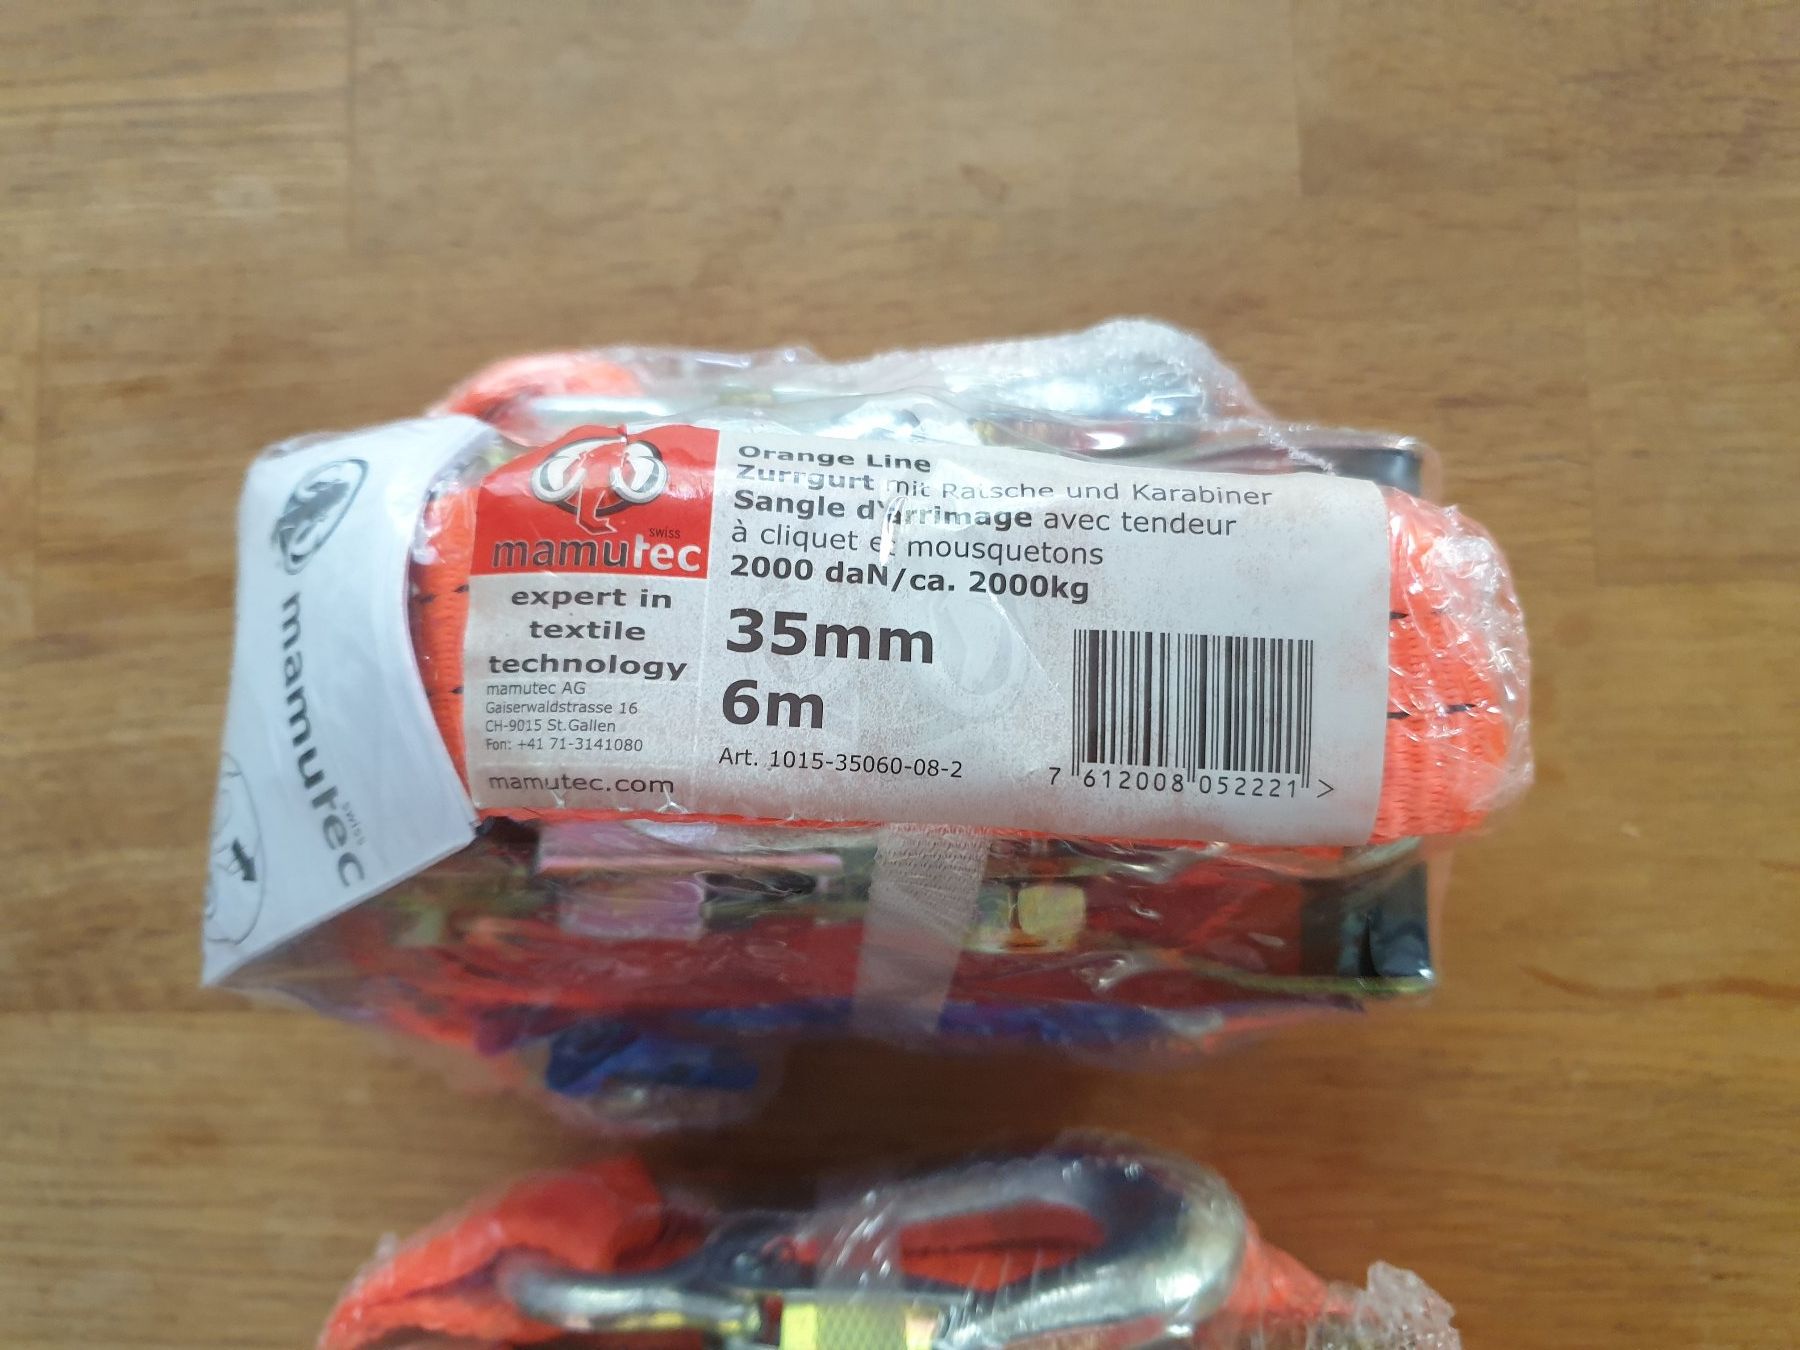 mamutec
swiss
swiss
mamutec
expert in
textile
technology
mamutec AG
Gaiserwaldstrasse 16
CH-9015 St.Gallen
Fon: +41 71-3141080
mamutec.com
Orange Line
Zurrgurt mit Ratsche und Karabiner
Sangle d'arrimage avec tendeur
à cliquet et mousquetons
2000 daN/ca. 2000kg
35mm
6m
Art. 1015-35060-08-2
7 612008 052221 >